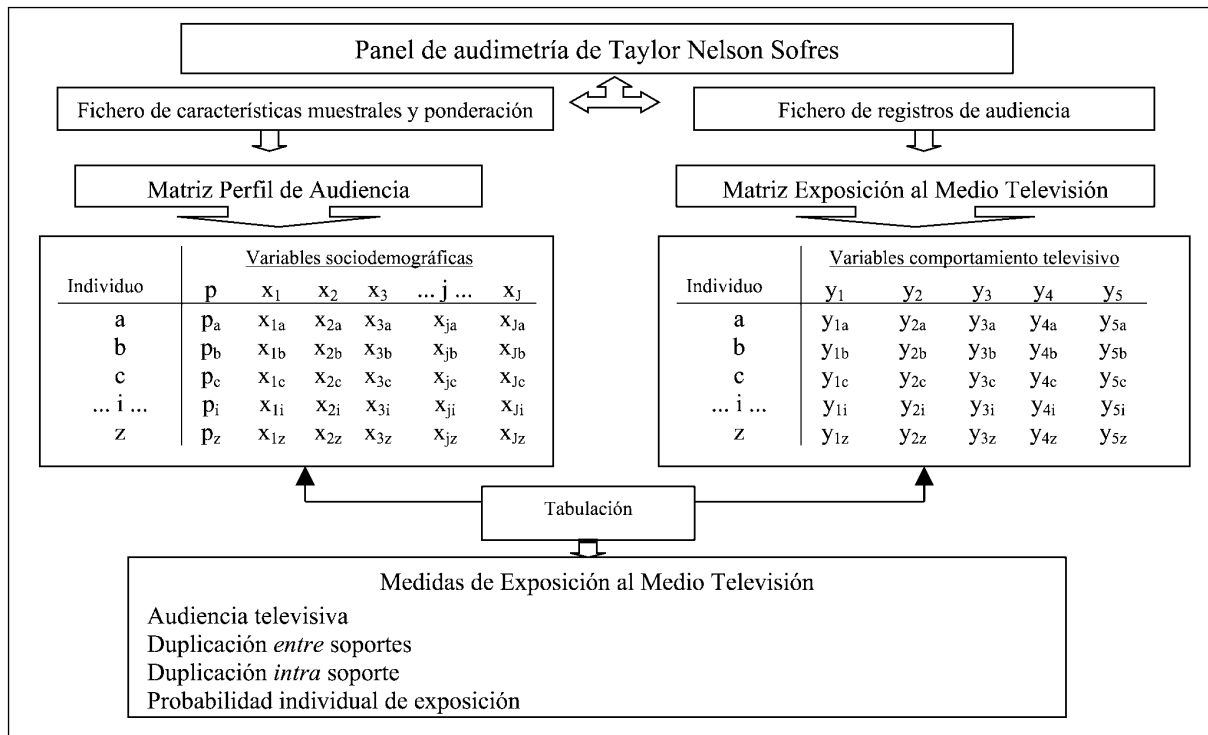 Panel de audimetría de Taylor Nelson Sofres
Fichero de características muestrales y ponderación
Fichero de registros de audiencia
Matriz Perfil de Audiencia
Matriz Exposición al Medio Televisión
Variables sociodemográficas
Individuo p x1 x2 x3 ... j ... xJ
a pa x1a x2a x3a xja xJa
b pb x1b x2b x3b xjb xJb
c pc x1c x2c x3c xjc xJc
... i ... pi x1i x2i x3i xji xJi
z pz x1z x2z x3z xjz xJz
Variables comportamiento televisivo
Individuo y1 y2 y3 y4 y5
a y1a y2a y3a y4a y5a
b y1b y2b y3b y4b y5b
c y1c y2c y3c y4c y5c
... i ... y1i y2i y3i y4i y5i
z y1z y2z y3z y4z y5z
Tabulación
Medidas de Exposición al Medio Televisión
Audiencia televisiva
Duplicación entre soportes
Duplicación intra soporte
Probabilidad individual de exposición